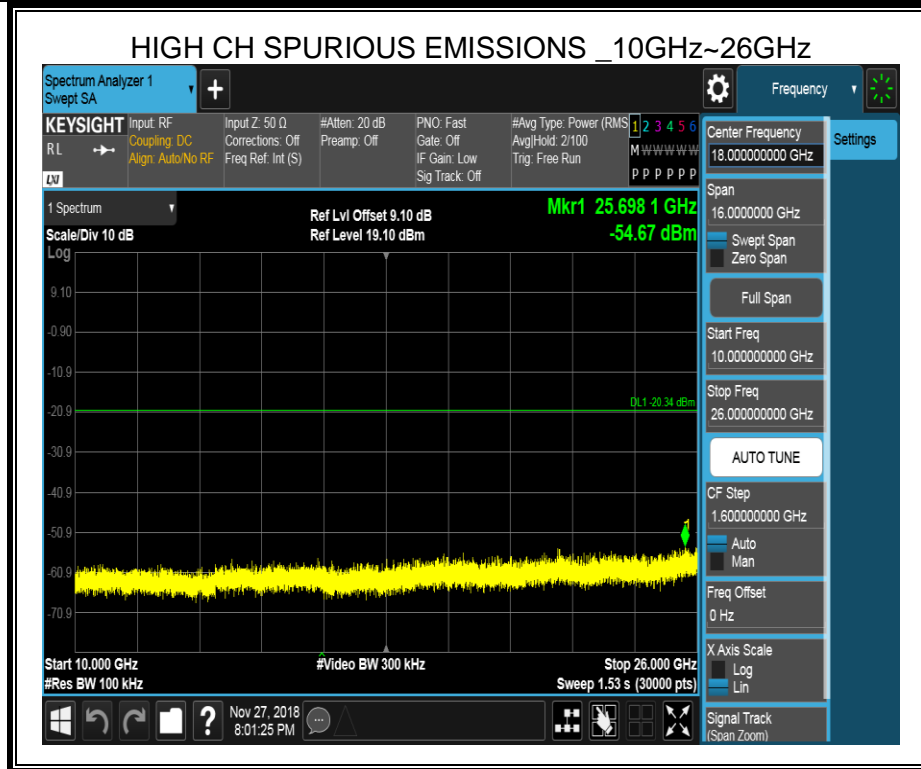 HIGH CH SPURIOUS EMISSIONS _10GHz~26GHz
Spectrum Analyzer 1
Swept SA
Frequency
KEYSIGHT
RL
LXI
Input: RF
Coupling: DC
Align: Auto/No RF
Input Z: 50 Ω
Corrections: Off
Freq Ref: Int (S)
#Atten: 20 dB
Preamp: Off
PNO: Fast
Gate: Off
IF Gain: Low
Sig Track: Off
#Avg Type: Power (RMS
Avg|Hold: 2/100
Trig: Free Run
1 2 3 4 5 6
M W W W W W
P P P P P P
1 Spectrum
Scale/Div 10 dB
Ref Lvl Offset 9.10 dB
Ref Level 19.10 dBm
Mkr1 25.698 1 GHz
-54.67 dBm
Log
9.10
-0.90
-10.9
-20.9
-30.9
-40.9
-50.9
-60.9
-70.9
DL1 -20.34 dBm
1
Start 10.000 GHz
#Res BW 100 kHz
#Video BW 300 kHz
Stop 26.000 GHz
Sweep 1.53 s (30000 pts)
Center Frequency
18.000000000 GHz
Settings
Span
16.0000000 GHz
Swept Span
Zero Span
Full Span
Start Freq
10.000000000 GHz
Stop Freq
26.000000000 GHz
AUTO TUNE
CF Step
1.600000000 GHz
Auto
Man
Freq Offset
0 Hz
X Axis Scale
Log
Lin
Signal Track
(Span Zoom)
?
Nov 27, 2018
8:01:25 PM